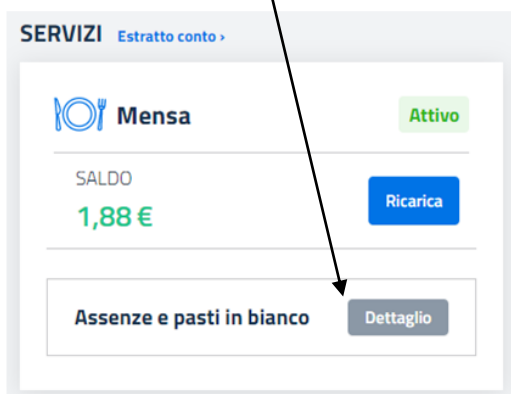 SERVIZI Estratto conto ›
Mensa Attivo
SALDO
1,88 € Ricarica
Assenze e pasti in bianco Dettaglio